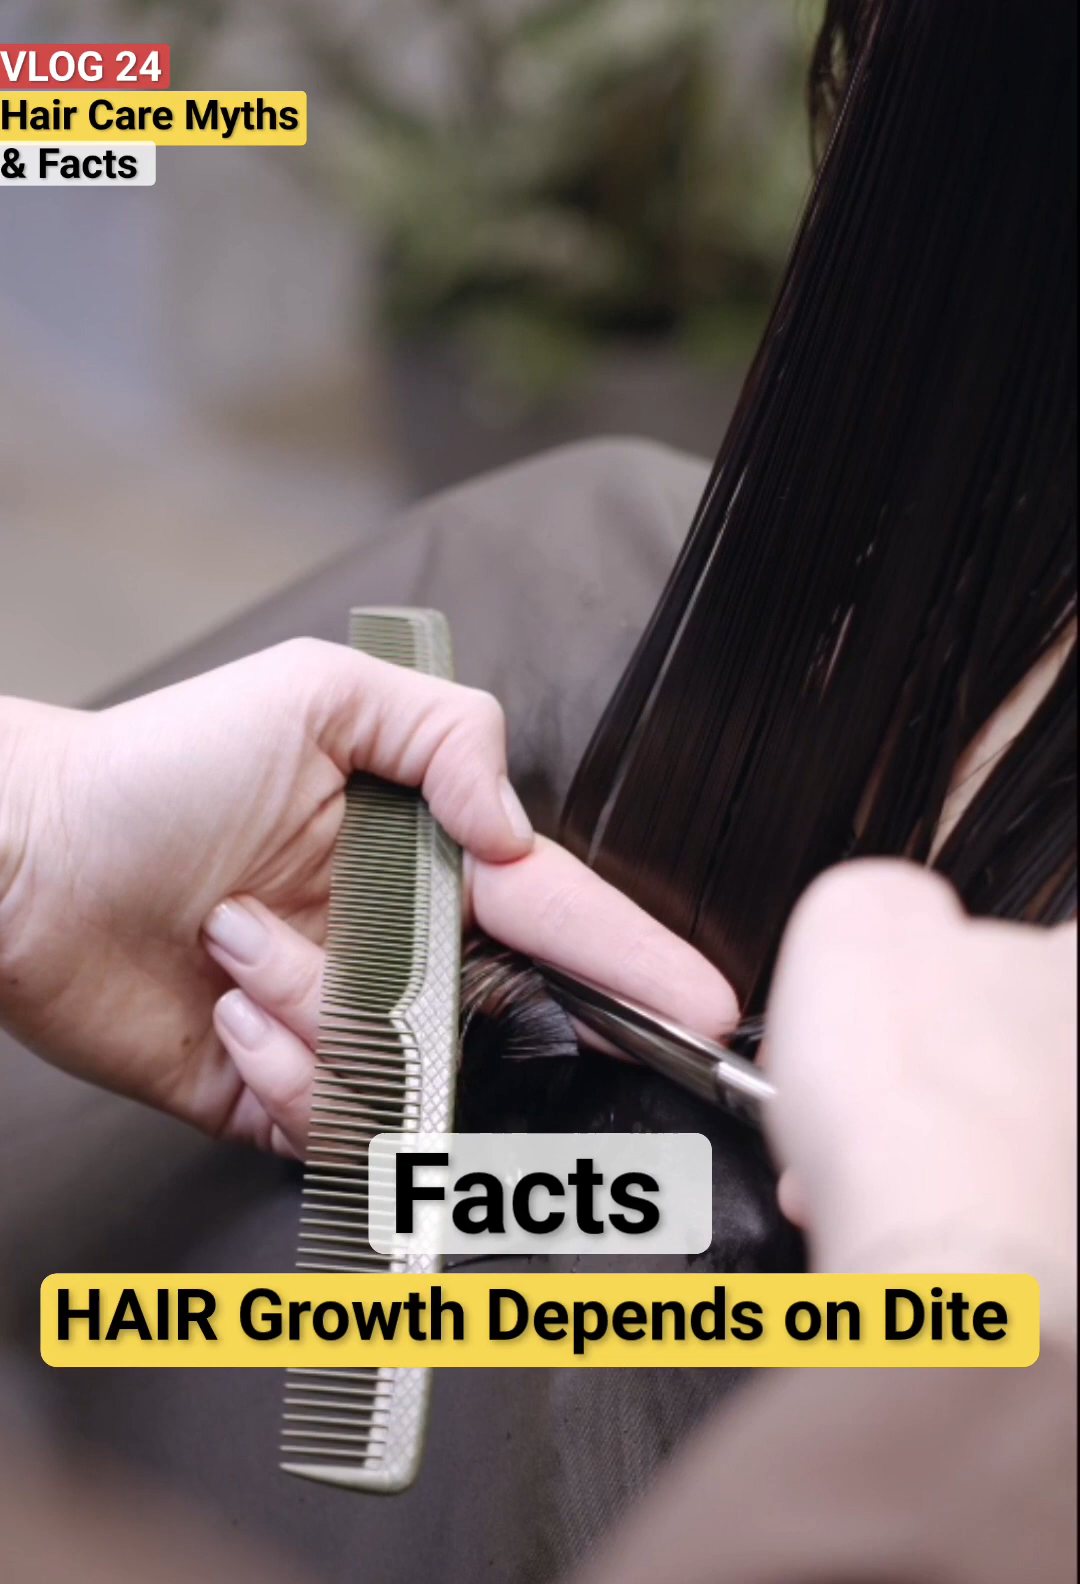 VLOG 24
Hair Care Myths
& Facts
Facts
HAIR Growth Depends on Dite